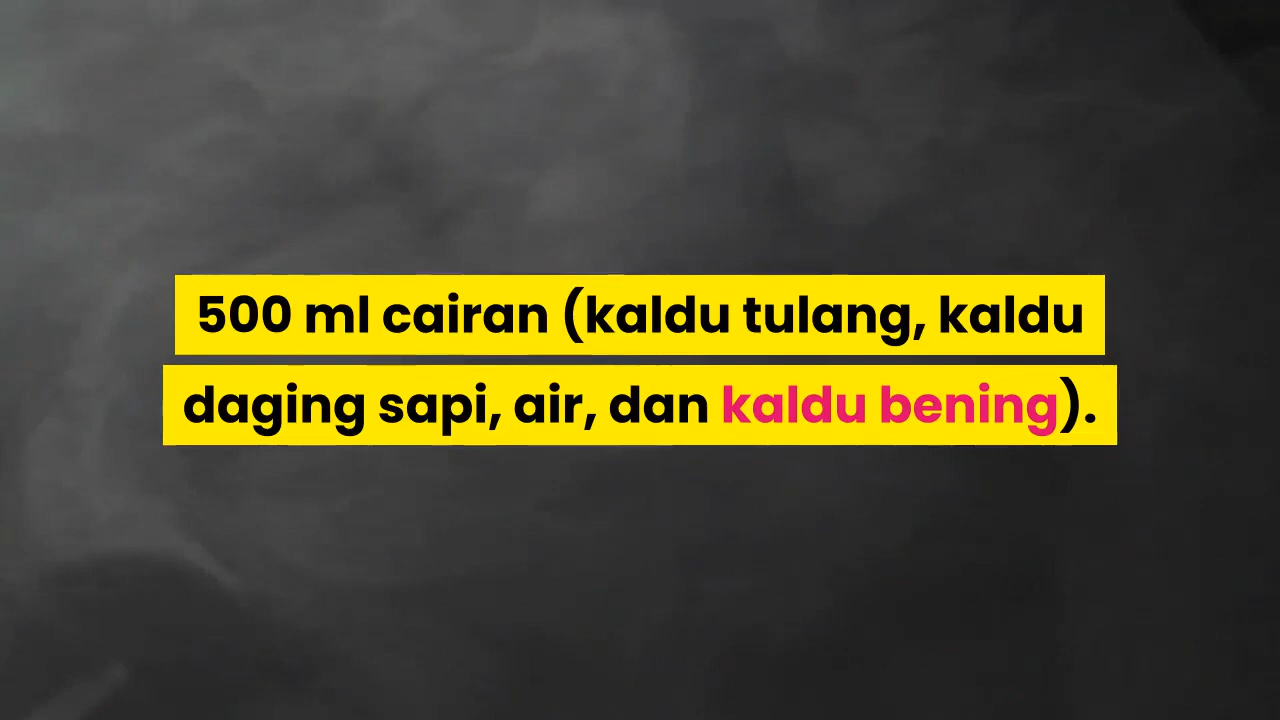 500 ml cairan (kaldu tulang, kaldu
daging sapi, air, dan kaldu bening).